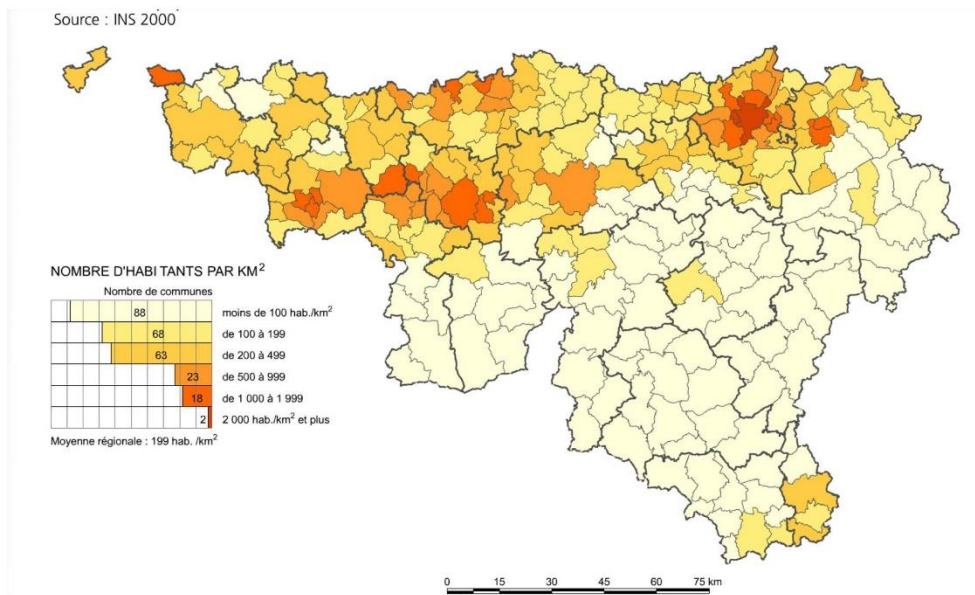 Source : INS 2000
NOMBRE D'HABITANTS PAR KM²
Nombre de communes
88 moins de 100 hab./km²
68 de 100 à 199
63 de 200 à 499
23 de 500 à 999
18 de 1 000 à 1 999
2 2 000 hab./km² et plus
Moyenne régionale : 199 hab. /km²
0 15 30 45 60 75 km